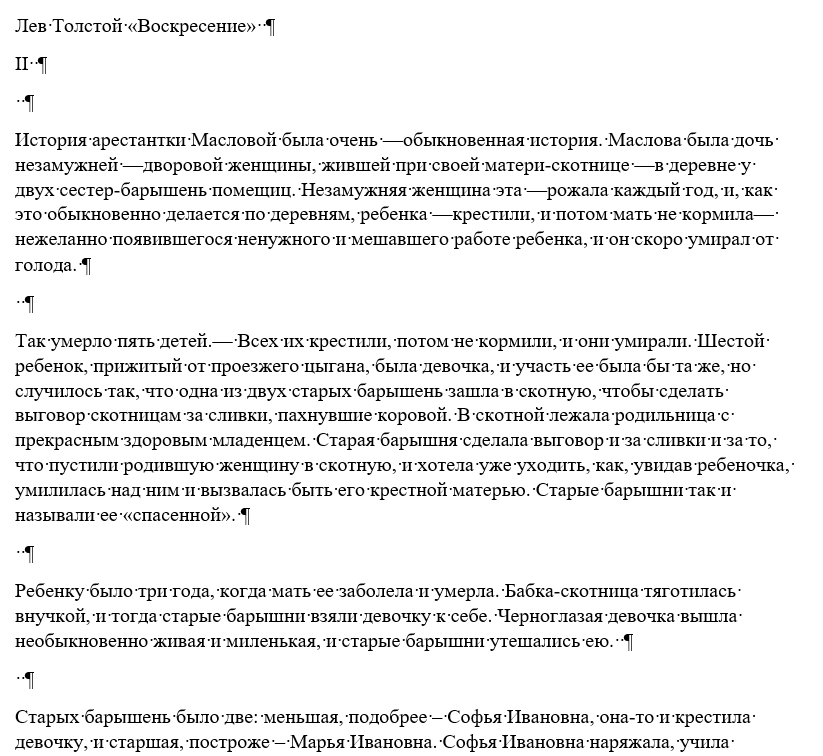 Лев·Толстой·«Воскресение»··¶
II··¶
··¶
История·арестантки·Масловой·была·очень·—обыкновенная·история.·Маслова·была·дочь·
незамужней·—дворовой·женщины,·жившей·при·своей·матери-скотнице·—в·деревне·у·
двух·сестер-барышень·помещиц.·Незамужняя·женщина·эта·—рожала·каждый·год,·и,·как·
это·обыкновенно·делается·по·деревням,·ребенка·—крестили,·и·потом·мать·не·кормила—·
нежеланно·появившегося·ненужного·и·мешавшего·работе·ребенка,·и·он·скоро·умирал·от·
голода.·¶
··¶
Так·умерло·пять·детей.—·Всех·их·крестили,·потом·не·кормили,·и·они·умирали.·Шестой·
ребенок,·прижитый·от·проезжего·цыгана,·была·девочка,·и·участь·ее·была·бы·та·же,·но·
случилось·так,·что·одна·из·двух·старых·барышень·зашла·в·скотную,·чтобы·сделать·
выговор·скотницам·за·сливки,·пахнувшие·коровой.·В·скотной·лежала·родильница·с·
прекрасным·здоровым·младенцем.·Старая·барышня·сделала·выговор·и·за·сливки·и·за·то,·
что·пустили·родившую·женщину·в·скотную,·и·хотела·уже·уходить,·как,·увидав·ребеночка,·
умилилась·над·ним·и·вызвалась·быть·его·крестной·матерью.·Старые·барышни·так·и·
называли·ее·«спасенной».·¶
··¶
Ребенку·было·три·года,·когда·мать·ее·заболела·и·умерла.·Бабка-скотница·тяготилась·
внучкой,·и·тогда·старые·барышни·взяли·девочку·к·себе.·Черноглазая·девочка·вышла·
необыкновенно·живая·и·миленькая,·и·старые·барышни·утешались·ею.··¶
··¶
Старых·барышень·было·две:·меньшая,·подобрее·–·Софья·Ивановна,·она-то·и·крестила·
девочку,·и·старшая,·построже·–·Марья·Ивановна.·Софья·Ивановна·наряжала,·учила·